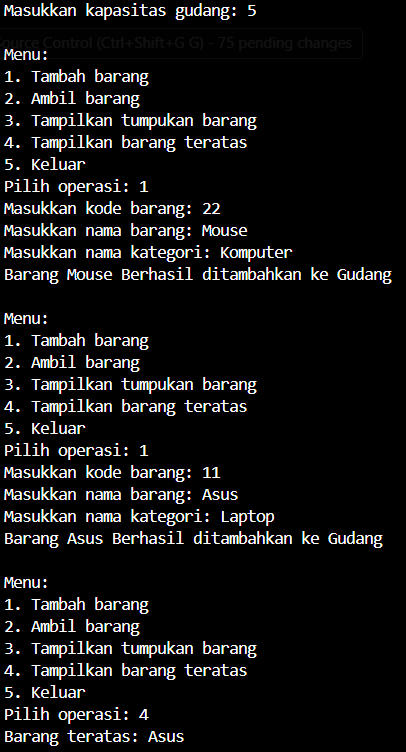 Masukkan kapasitas gudang: 5
Source Control (Ctrl+Shift+G G) - 75 pending changes
Menu:
1. Tambah barang
2. Ambil barang
3. Tampilkan tumpukan barang
4. Tampilkan barang teratas
5. Keluar
Pilih operasi: 1
Masukkan kode barang: 22
Masukkan nama barang: Mouse
Masukkan nama kategori: Komputer
Barang Mouse Berhasil ditambahkan ke Gudang
Menu:
1. Tambah barang
2. Ambil barang
3. Tampilkan tumpukan barang
4. Tampilkan barang teratas
5. Keluar
Pilih operasi: 1
Masukkan kode barang: 11
Masukkan nama barang: Asus
Masukkan nama kategori: Laptop
Barang Asus Berhasil ditambahkan ke Gudang
Menu:
1. Tambah barang
2. Ambil barang
3. Tampilkan tumpukan barang
4. Tampilkan barang teratas
5. Keluar
Pilih operasi: 4
Barang teratas: Asus